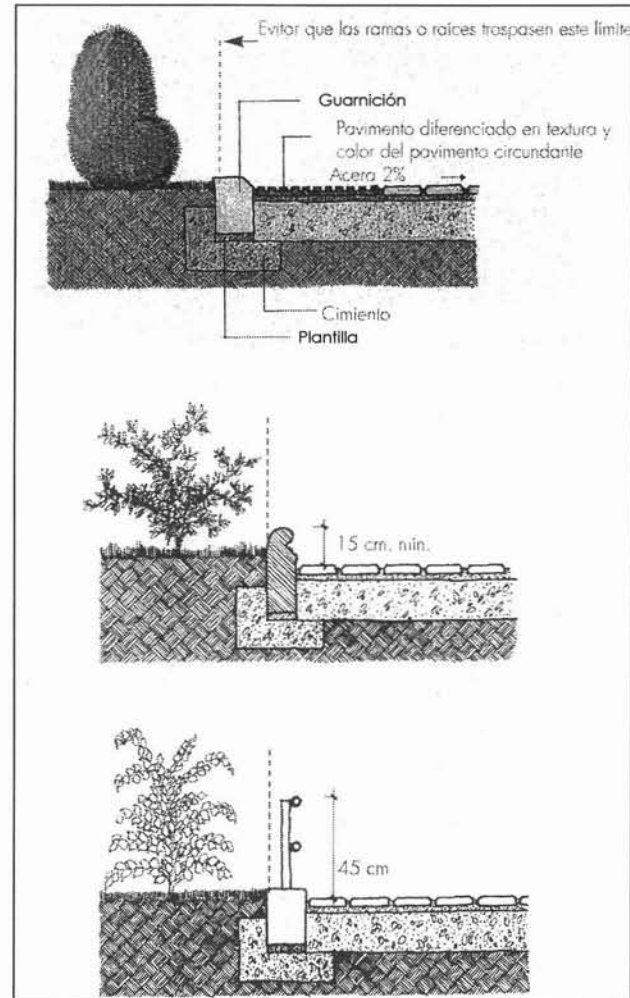 Evitar que las ramas o raíces traspasen este límite
Guarnición
Pavimento diferenciado en textura y
color del pavimento circundante
Acera 2%
Cimiento
Plantilla
15 cm. min.
45 cm